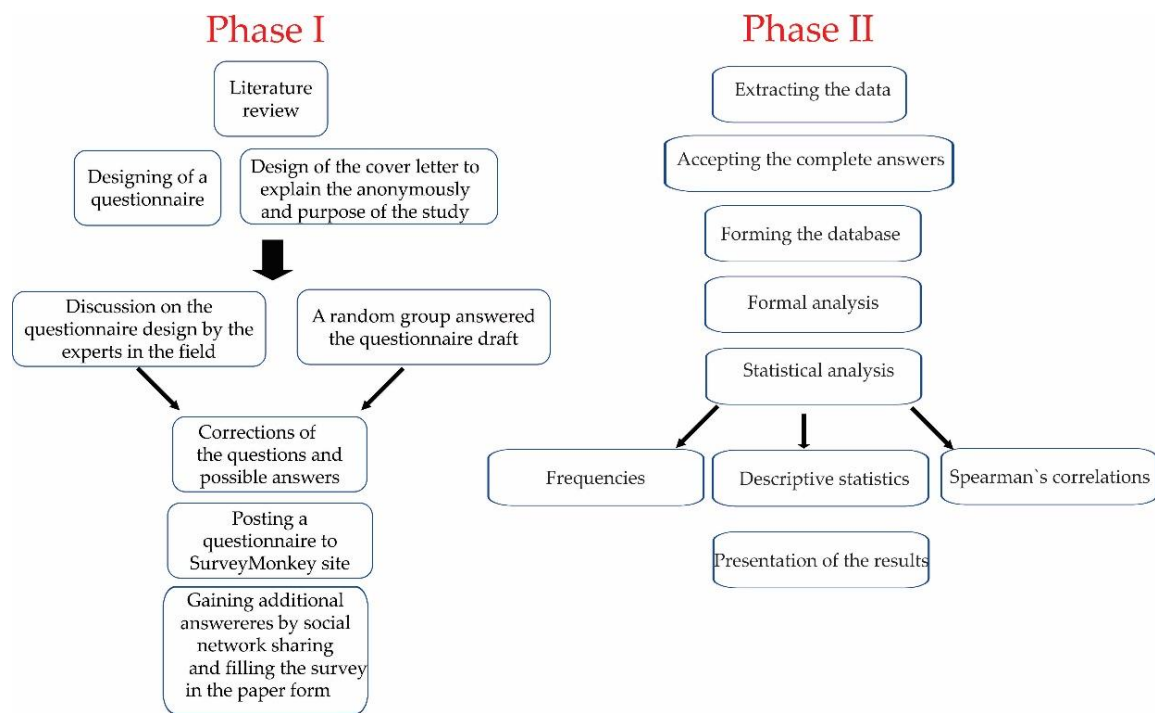 Phase I
Literature
review
Designing of a
questionnaire
Design of the cover letter to
explain the anonymously
and purpose of the study
Discussion on the
questionnaire design by the
experts in the field
A random group answered
the questionnaire draft
Corrections of
the questions and
possible answers
Posting a
questionnaire to
SurveyMonkey site
Gaining additional
answereres by social
network sharing
and filling the survey
in the paper form
Phase II
Extracting the data
Accepting the complete answers
Forming the database
Formal analysis
Statistical analysis
Frequencies
Descriptive statistics
Spearman`s correlations
Presentation of the results